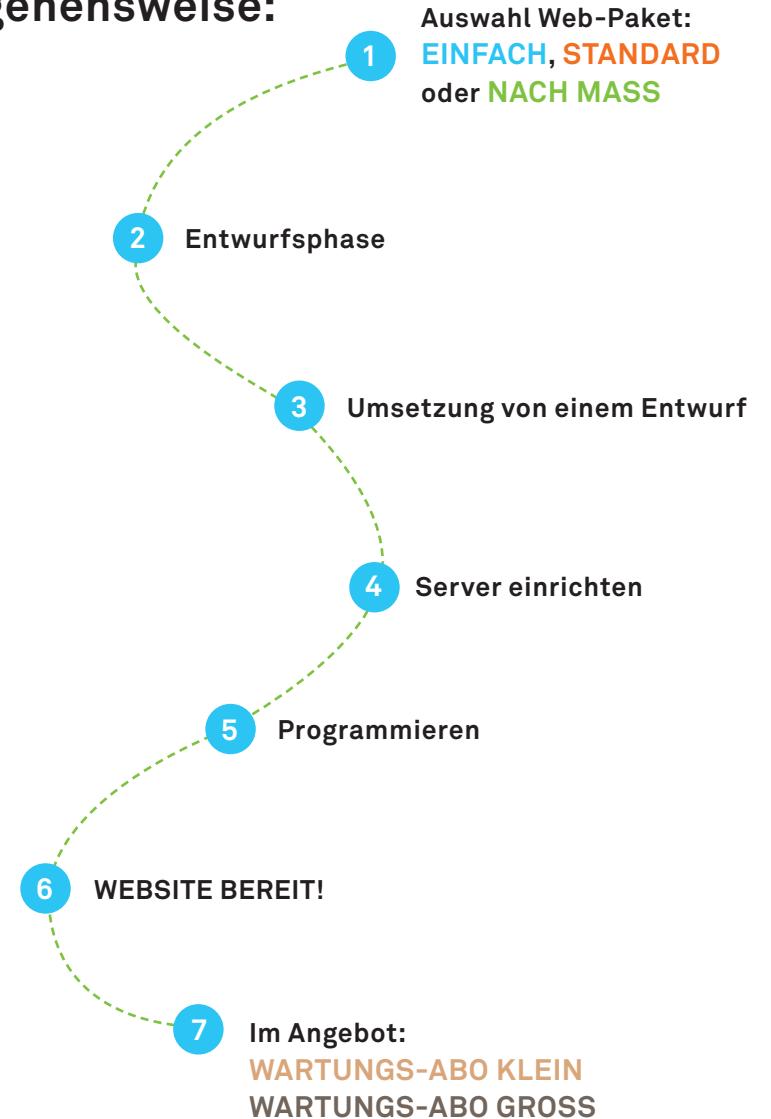 gehensweise:
1
Auswahl Web-Paket:
EINFACH, STANDARD
oder NACH MASS
2
Entwurfsphase
3
Umsetzung von einem Entwurf
4
Server einrichten
5
Programmieren
6
WEBSITE BEREIT!
7
Im Angebot:
WARTUNGS-ABO KLEIN
WARTUNGS-ABO GROSS